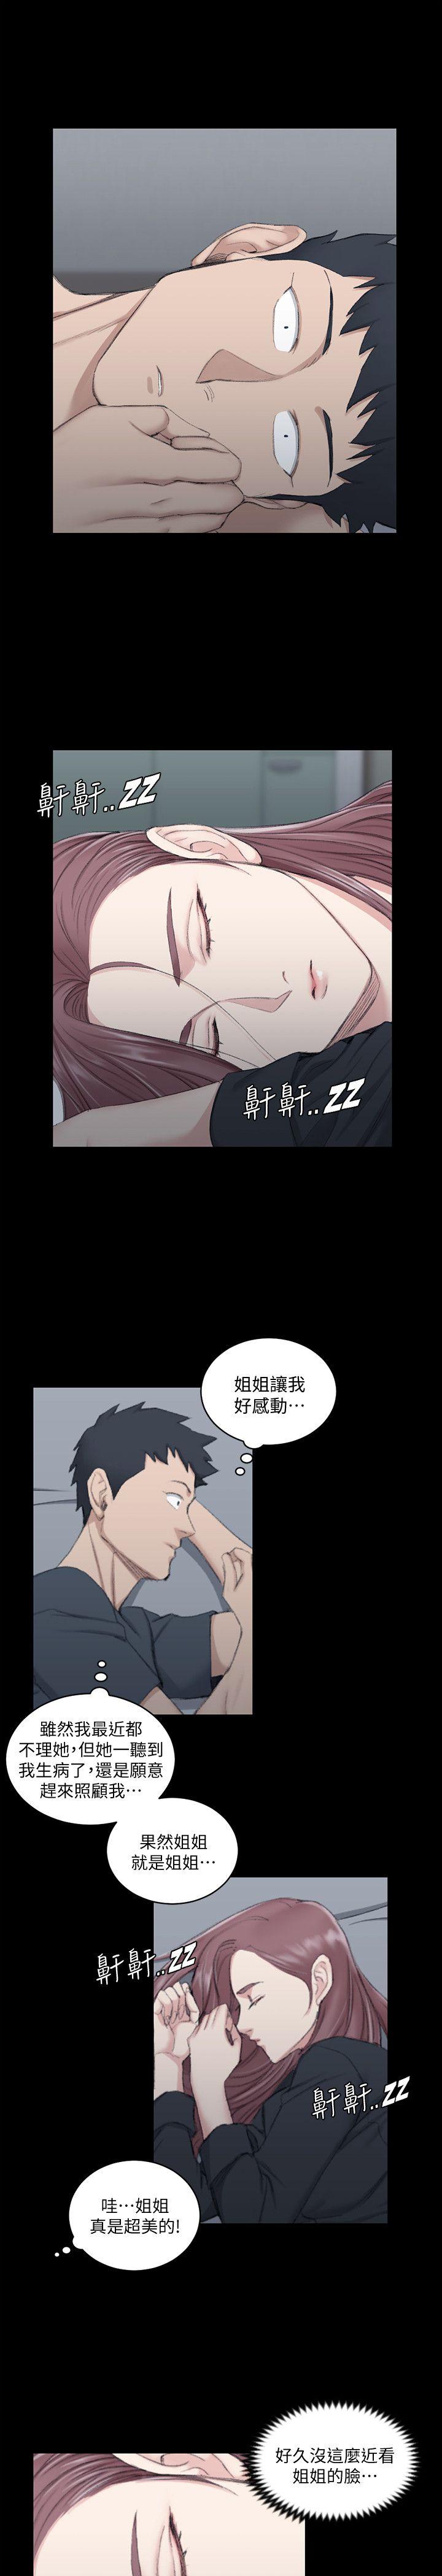 鼾鼾..ZZ
鼾鼾..ZZ
姐姐讓我
好感動…
雖然我最近都
不理她,但她一聽到
我生病了,還是願意
趕來照顧我…
果然姐姐
就是姐姐…
鼾鼾..ZZ
鼾鼾..ZZ
哇…姐姐
真是超美的!
好久沒這麼近看
姐姐的臉…